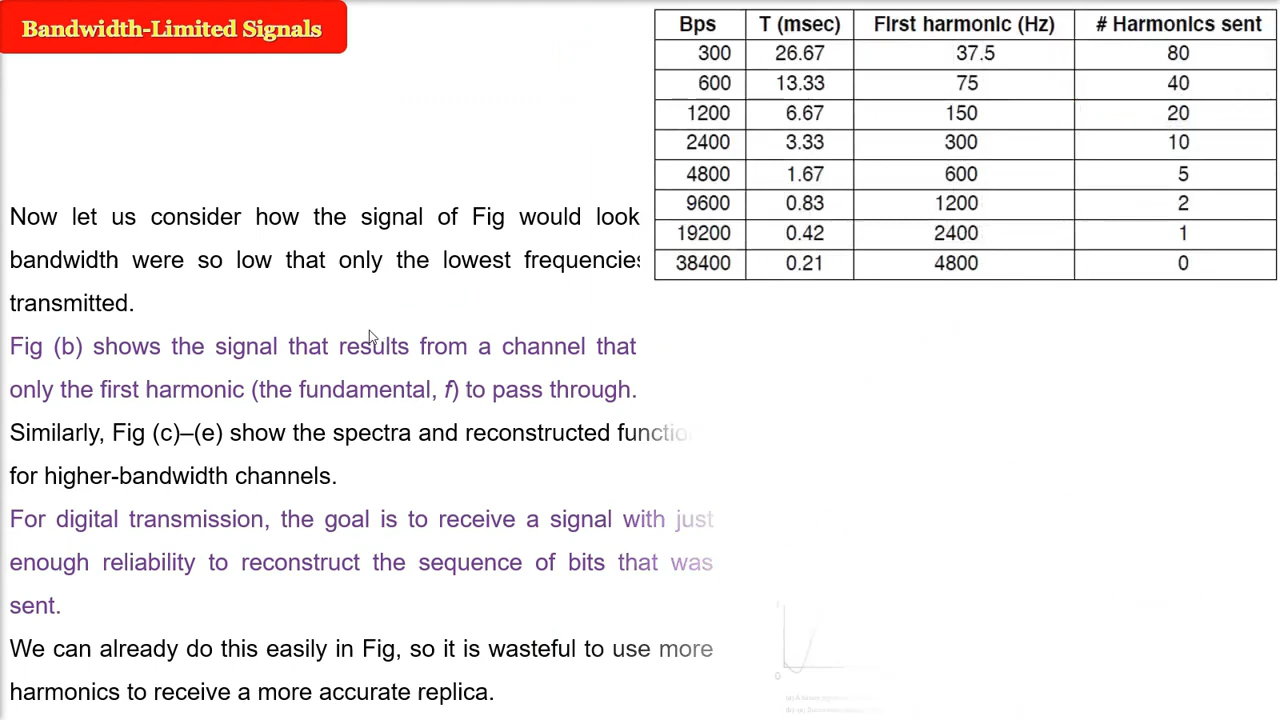 Bandwidth-Limited Signals
Bps T (msec) First harmonic (Hz) # Harmonics sent
300 26.67 37.5 80
600 13.33 75 40
1200 6.67 150 20
2400 3.33 300 10
4800 1.67 600 5
9600 0.83 1200 2
19200 0.42 2400 1
38400 0.21 4800 0
Now let us consider how the signal of Fig would look
bandwidth were so low that only the lowest frequencies
transmitted.
Fig (b) shows the signal that results from a channel that
only the first harmonic (the fundamental, f) to pass through.
Similarly, Fig (c)–(e) show the spectra and reconstructed functio
for higher-bandwidth channels.
For digital transmission, the goal is to receive a signal with just
enough reliability to reconstruct the sequence of bits that was
sent.
We can already do this easily in Fig, so it is wasteful to use more
harmonics to receive a more accurate replica.
0